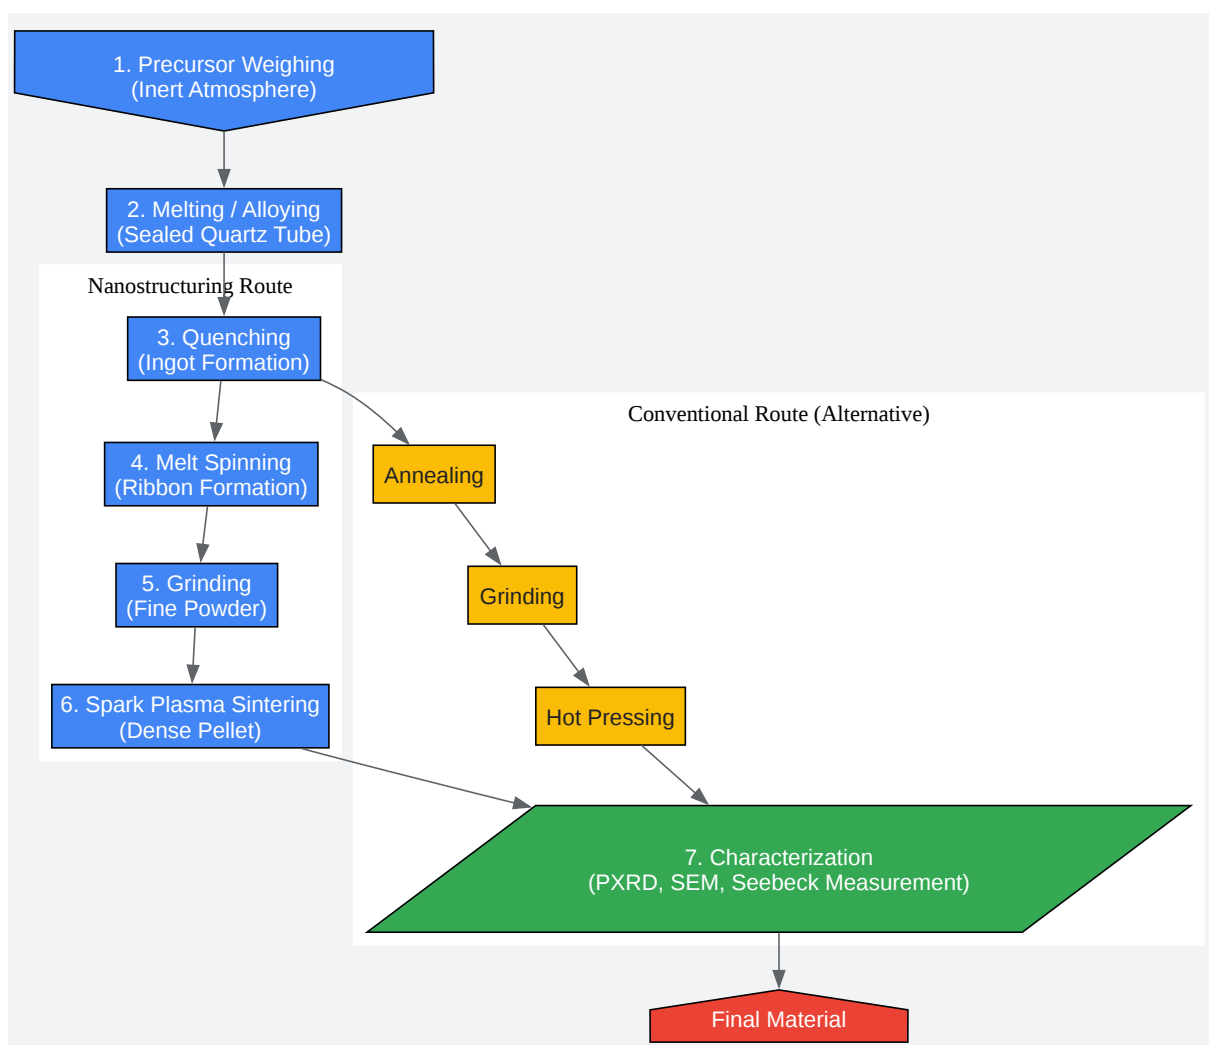 1. Precursor Weighing
(Inert Atmosphere)
2. Melting / Alloying
(Sealed Quartz Tube)
Nanostructuring Route
3. Quenching
(Ingot Formation)
4. Melt Spinning
(Ribbon Formation)
5. Grinding
(Fine Powder)
6. Spark Plasma Sintering
(Dense Pellet)
Conventional Route (Alternative)
Annealing
Grinding
Hot Pressing
7. Characterization
(PXRD, SEM, Seebeck Measurement)
Final Material